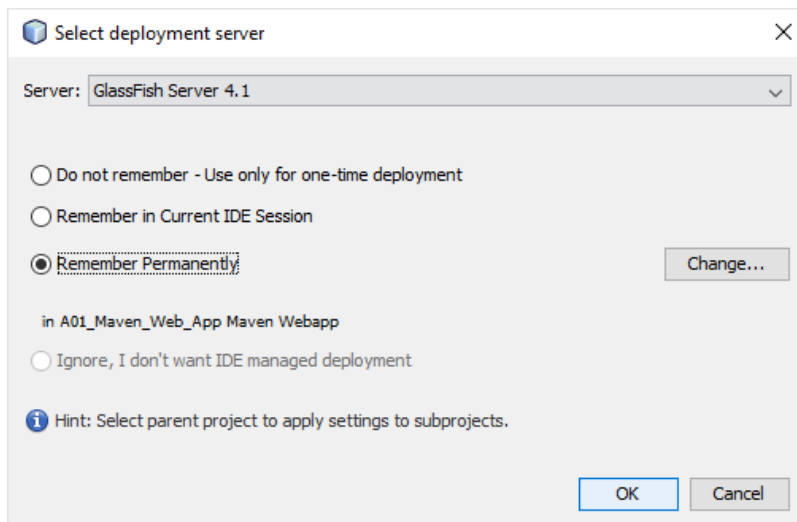 Select deployment server
Server: GlassFish Server 4.1
Do not remember - Use only for one-time deployment
Remember in Current IDE Session
Remember Permanently
Change...
in A01_Maven_Web_App Maven Webapp
Ignore, I don't want IDE managed deployment
Hint: Select parent project to apply settings to subprojects.
OK Cancel